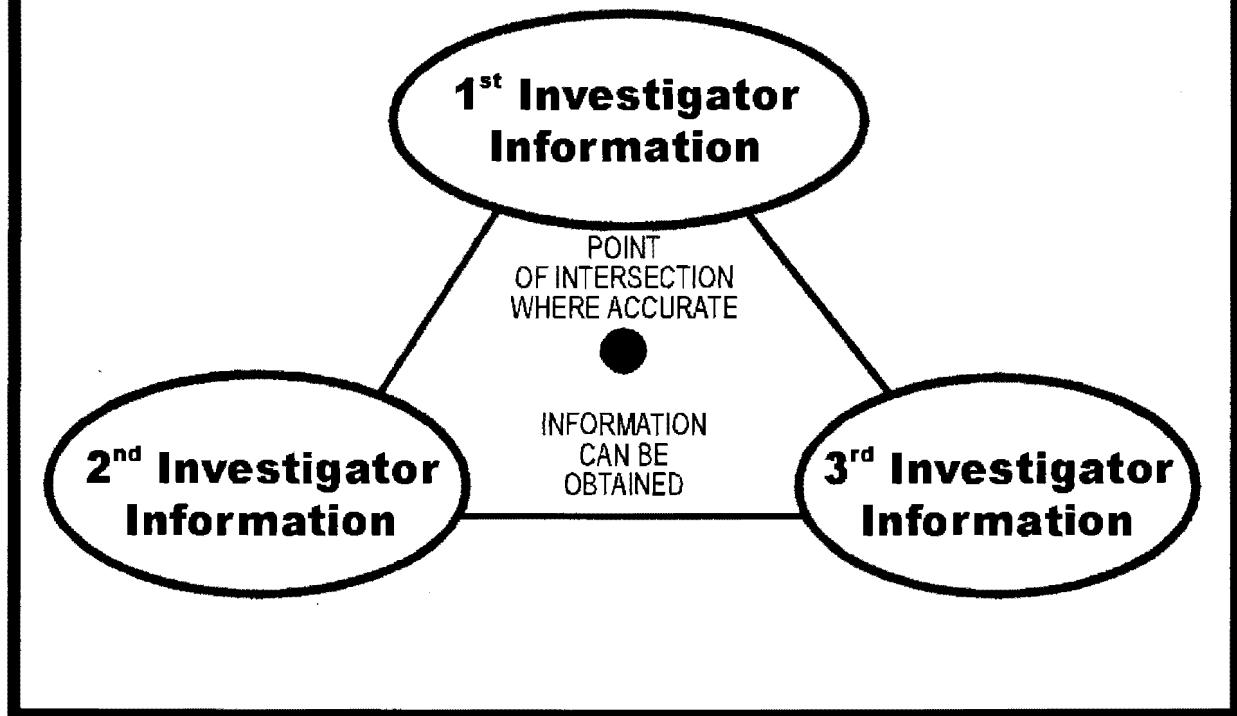 1st Investigator
Information
POINT
OF INTERSECTION
WHERE ACCURATE
INFORMATION
CAN BE
OBTAINED
2nd Investigator
Information
3rd Investigator
Information